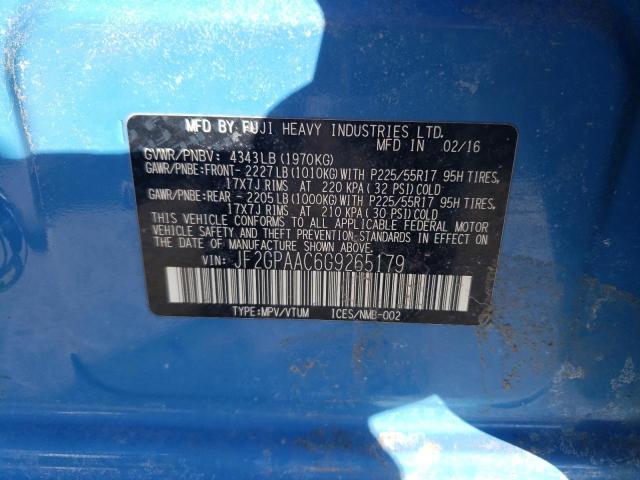 MFD BY FUJI HEAVY INDUSTRIES LTD.
MFD IN 02/16
GVWR/PNBV: 4343LB (1970KG)
GAWR/PNBE:FRONT- 2227LB (1010KG) WITH P225/55R17 95H TIRES,
17X7J RIMS AT 220 KPA (32 PSI) COLD
GAWR/PNBE:REAR - 2205LB (1000KG) WITH P225/55R17 95H TIRES,
17X7J RIMS AT 210 KPA (30 PSI) COLD
THIS VEHICLE CONFORMS TO ALL APPLICABLE FEDERAL MOTOR
VEHICLE SAFETY AND THEFT PREVENTION STANDARDS IN EFFECT ON
THE DATE OF MANUFACTURE SHOWN ABOVE.
VIN: JF2GPAAC6G9265179
TYPE:MPV/VTUM ICES/NMB-002